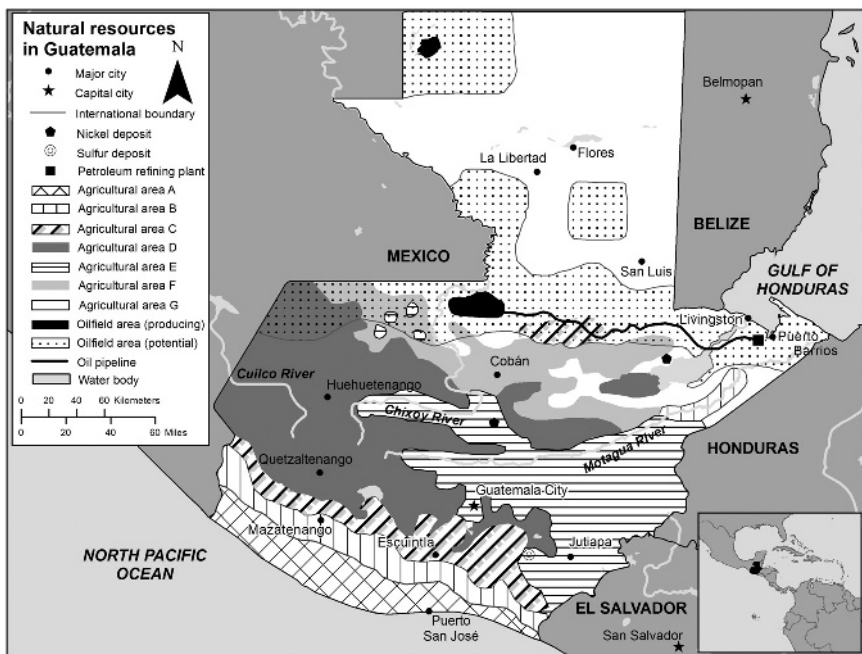 Natural resources
in Guatemala
N
Major city
Capital city
International boundary
Nickel deposit
Sulfur deposit
Petroleum refining plant
Agricultural area A
Agricultural area B
Agricultural area C
Agricultural area D
Agricultural area E
Agricultural area F
Agricultural area G
Oilfield area (producing)
Oilfield area (potential)
Oil pipeline
Water body
20 0 20 40 60 Kilometers
20 0 20 40 60 Miles
Belmopan
Flores
La Libertad
BELIZE
MEXICO
San Luis
GULF OF
HONDURAS
Livingston
Puerto
Barrios
Cobán
Cuilco River
Huehuetenango
Chixoy River
Motagua River
HONDURAS
Quetzaltenango
Guatemala-City
Mazatenango
Escuintla
Jutiapa
NORTH PACIFIC
OCEAN
EL SALVADOR
Puerto
San José
San Salvador